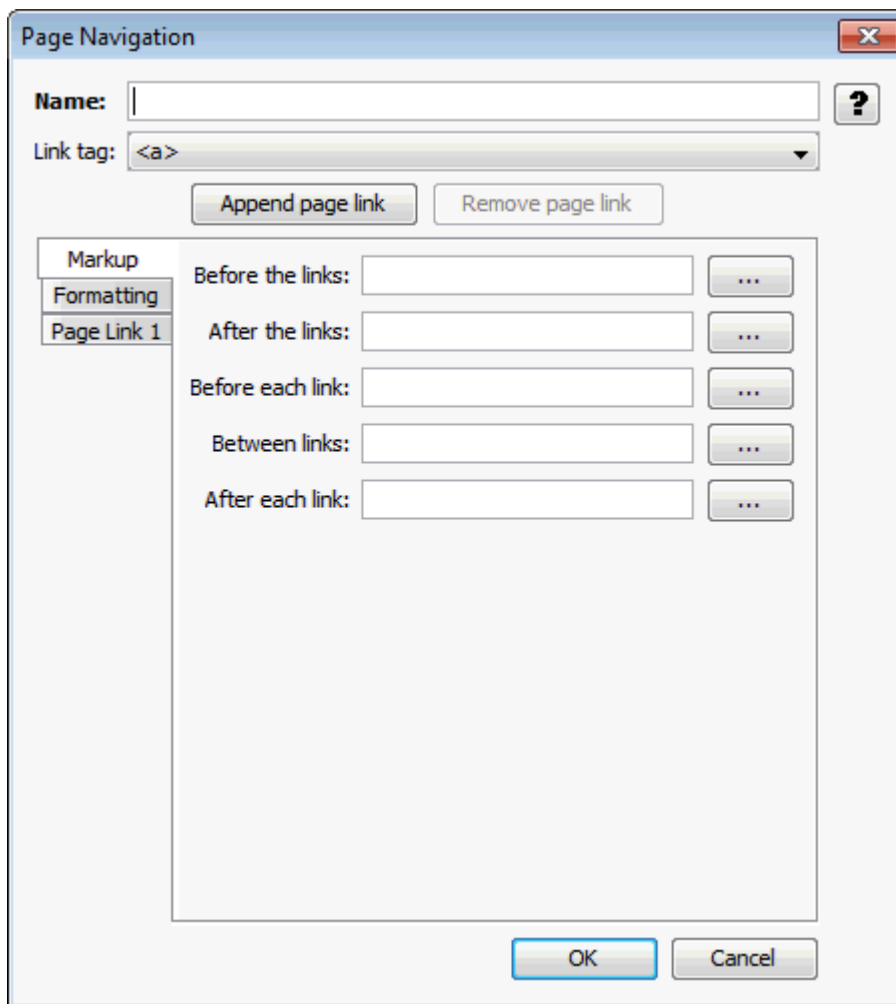 Page Navigation
Name:
?
Link tag: <a>
Append page link Remove page link
Markup
Formatting
Page Link 1
Before the links: ...
After the links: ...
Before each link: ...
Between links: ...
After each link: ...
OK Cancel